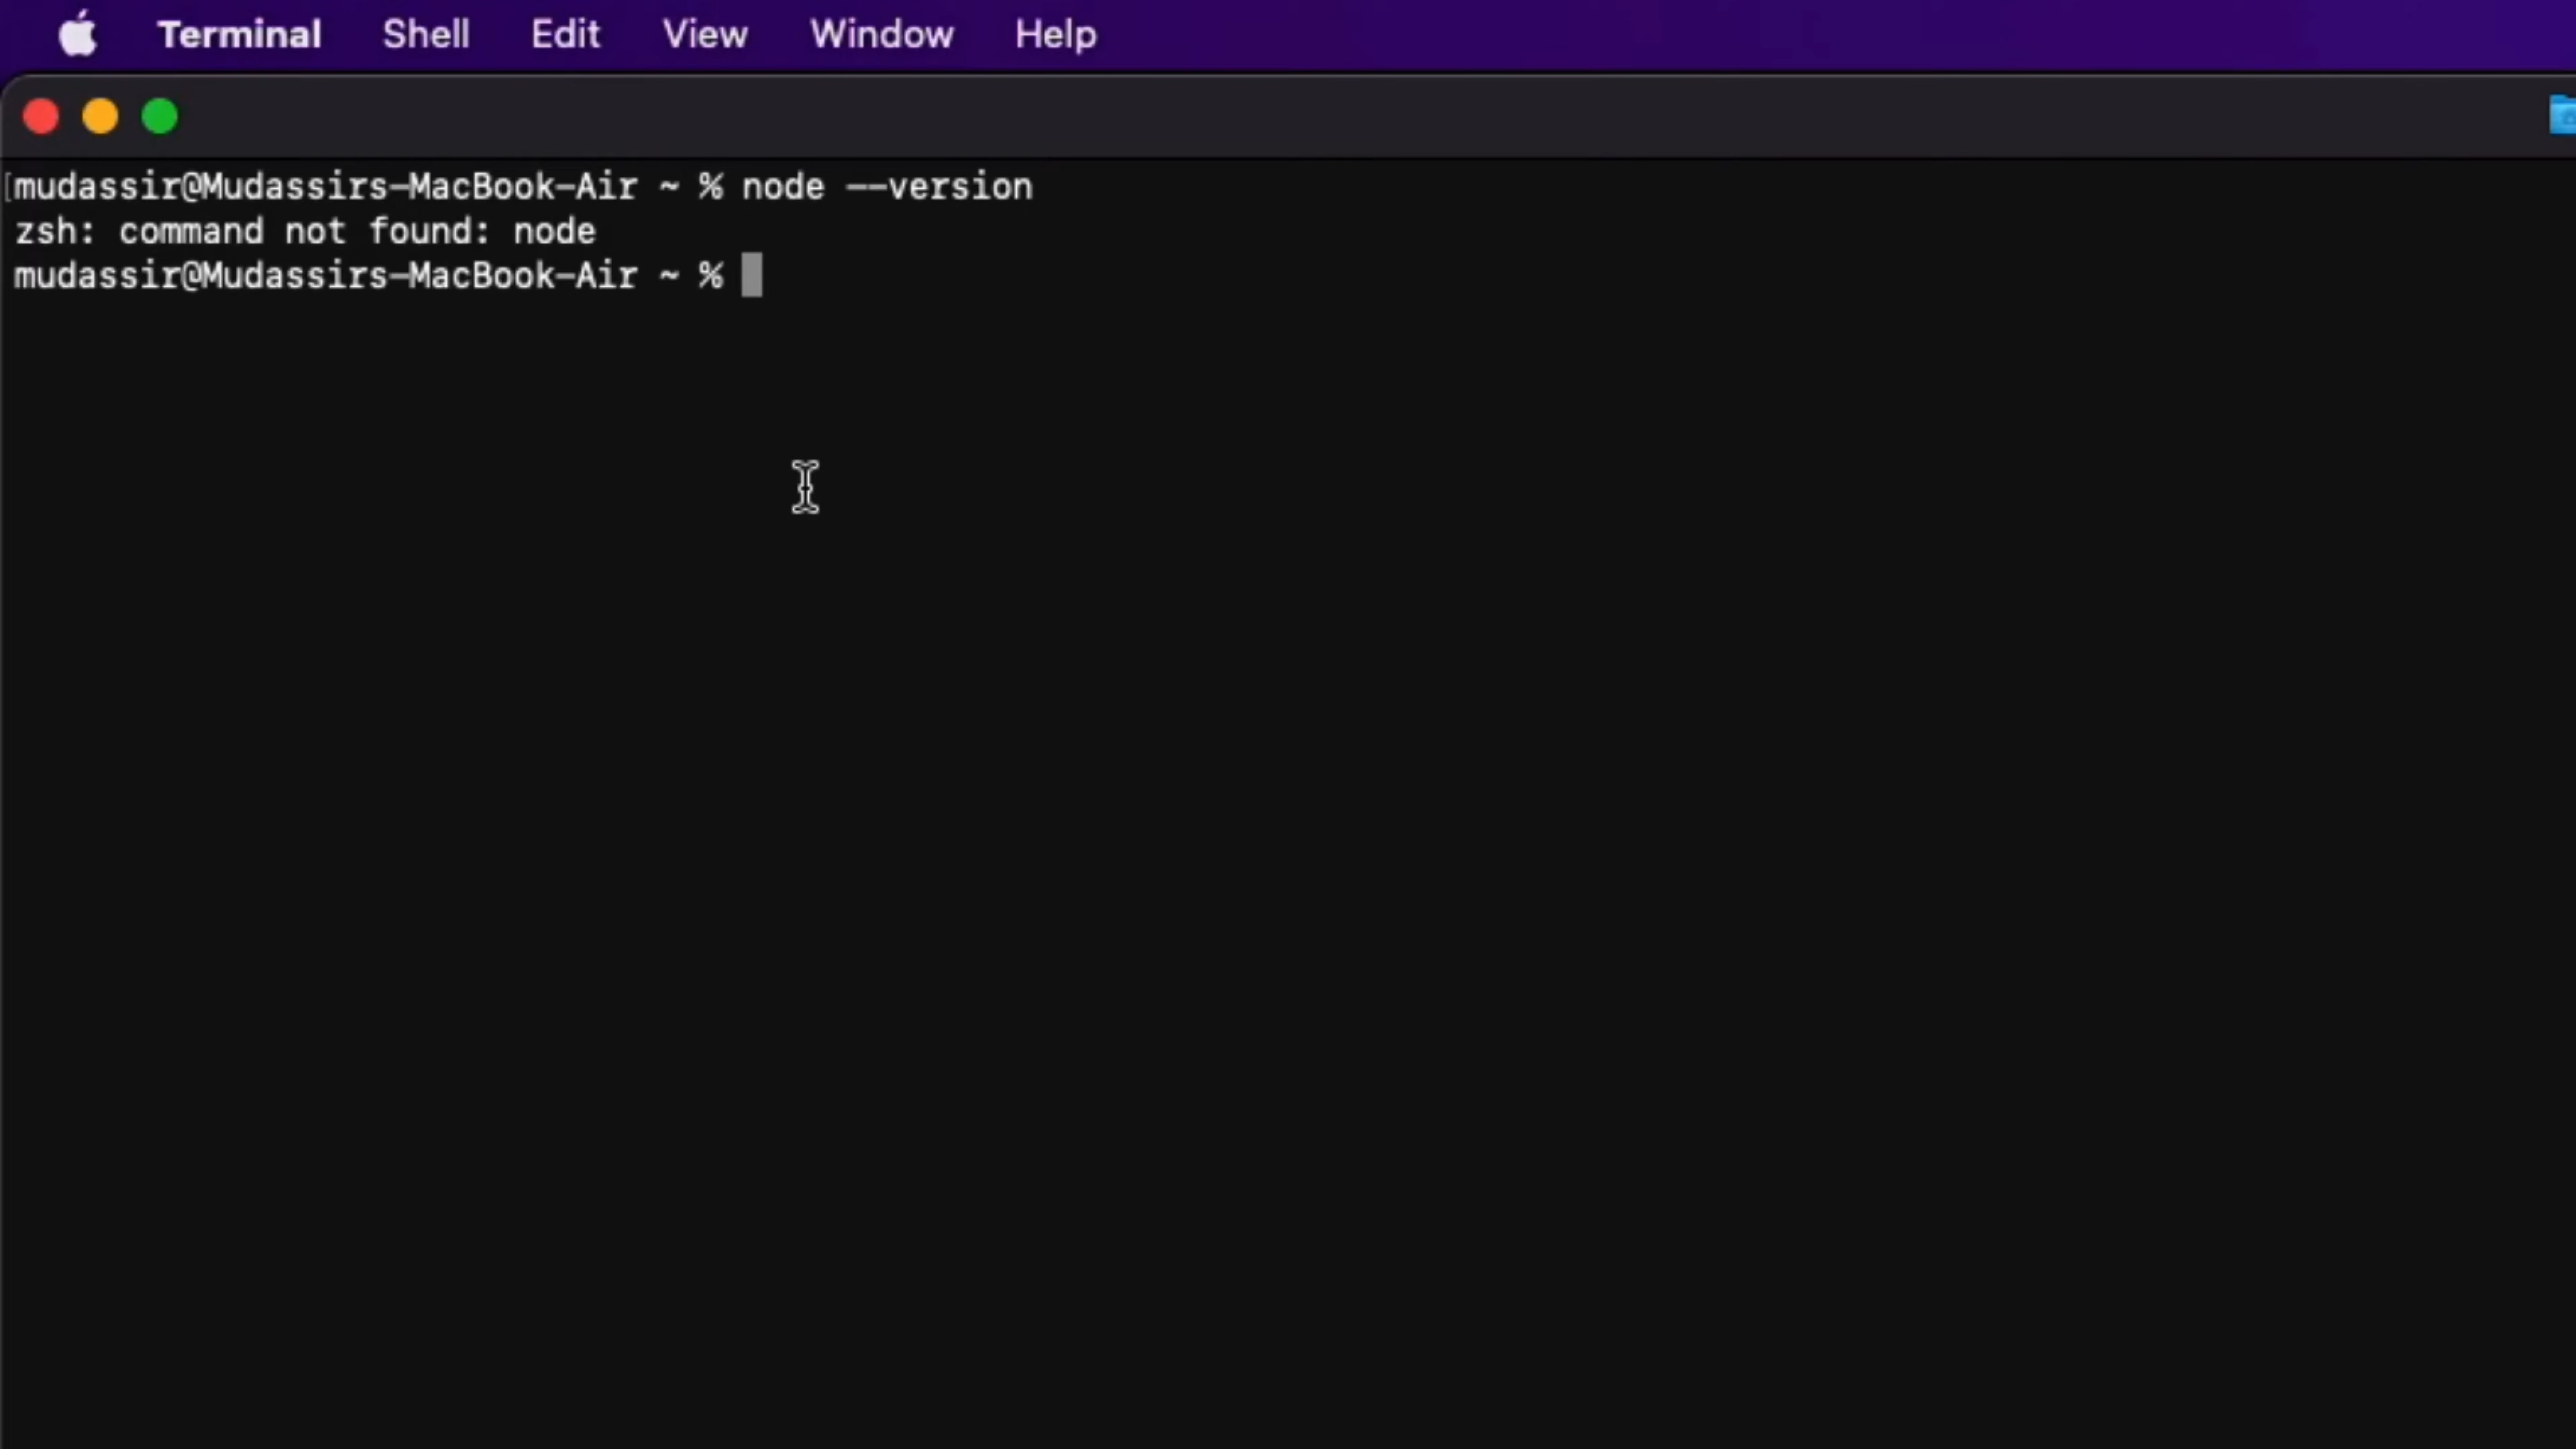 Terminal Shell Edit View Window Help
[mudassir@Mudassirs-MacBook-Air ~ % node --version
zsh: command not found: node
mudassir@Mudassirs-MacBook-Air ~ %